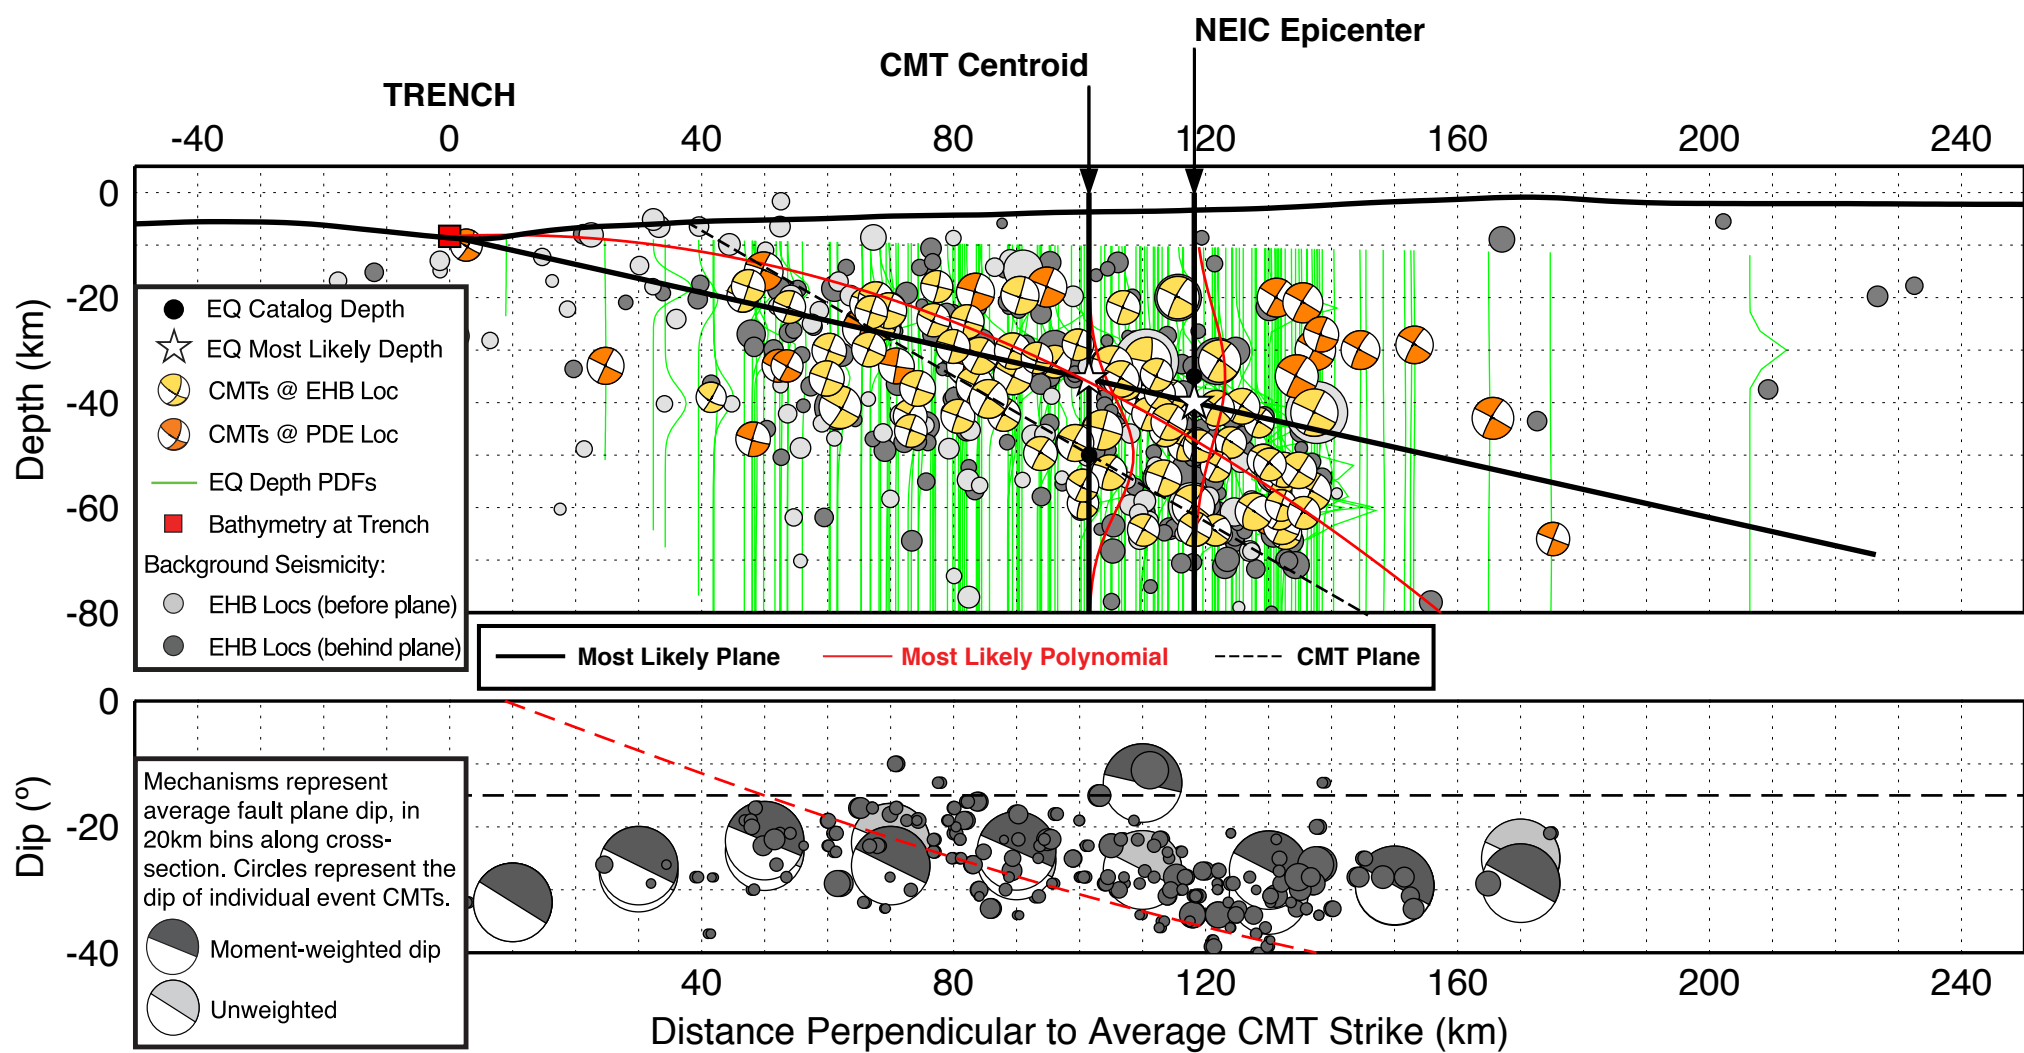 NEIC Epicenter
CMT Centroid
TRENCH
-40 0 40 80 120 160 200 240
0
-20
-40
-60
-80
Depth (km)
EQ Catalog Depth
EQ Most Likely Depth
CMTs @ EHB Loc
CMTs @ PDE Loc
EQ Depth PDFs
Bathymetry at Trench
Background Seismicity:
EHB Locs (before plane)
EHB Locs (behind plane)
Most Likely Plane Most Likely Polynomial CMT Plane
0
-20
-40
Dip (º)
Mechanisms represent
average fault plane dip, in
20km bins along cross-
section. Circles represent the
dip of individual event CMTs.
Moment-weighted dip
Unweighted
40 80 120 160 200 240
Distance Perpendicular to Average CMT Strike (km)